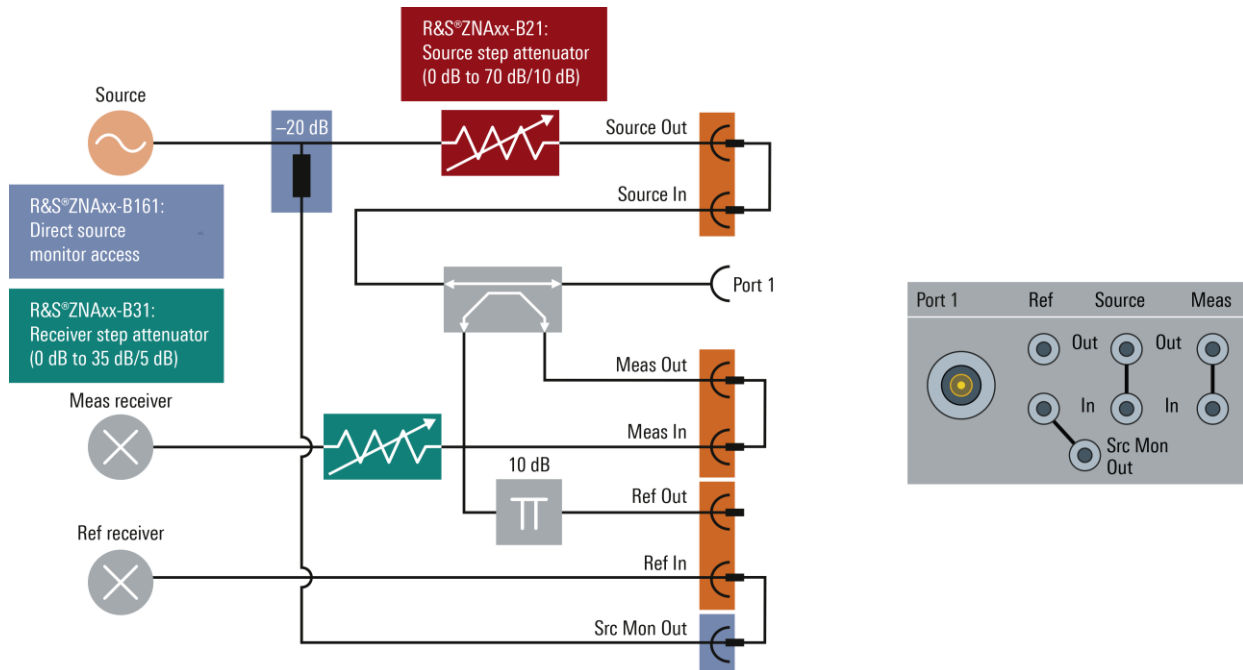 R&S®ZNAxx-B21:
Source step attenuator
(0 dB to 70 dB/10 dB)
Source
–20 dB
Source Out
Source In
R&S®ZNAxx-B161:
Direct source
monitor access
Port 1
R&S®ZNAxx-B31:
Receiver step attenuator
(0 dB to 35 dB/5 dB)
Meas Out
Meas receiver
Meas In
10 dB
Ref Out
Ref receiver
Ref In
Src Mon Out
Port 1 Ref Source Meas
Out Out
In In
Src Mon
Out